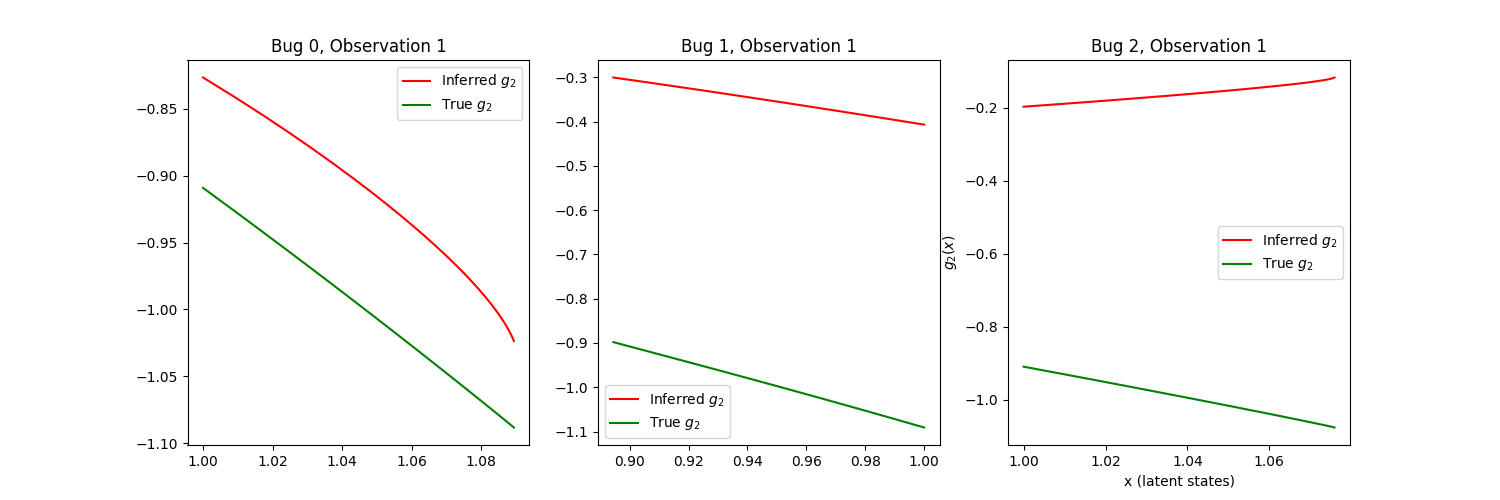 Bug 0, Observation 1
Inferred g₂
True g₂
−0.85
−0.90
−0.95
−1.00
−1.05
−1.10
1.00 1.02 1.04 1.06 1.08
Bug 1, Observation 1
−0.3
−0.4
−0.5
−0.6
−0.7
−0.8
−0.9
−1.0
−1.1
Inferred g₂
True g₂
0.90 0.92 0.94 0.96 0.98 1.00
Bug 2, Observation 1
g₂(x)
−0.2
−0.4
−0.6
−0.8
−1.0
Inferred g₂
True g₂
1.00 1.02 1.04 1.06
x (latent states)